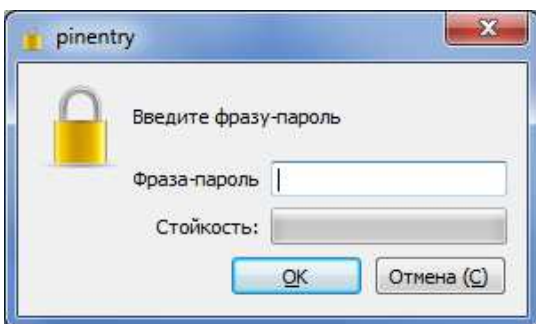 pinentry
Введите фразу-пароль
Фраза-пароль
Стойкость:
OK
Отмена (C)